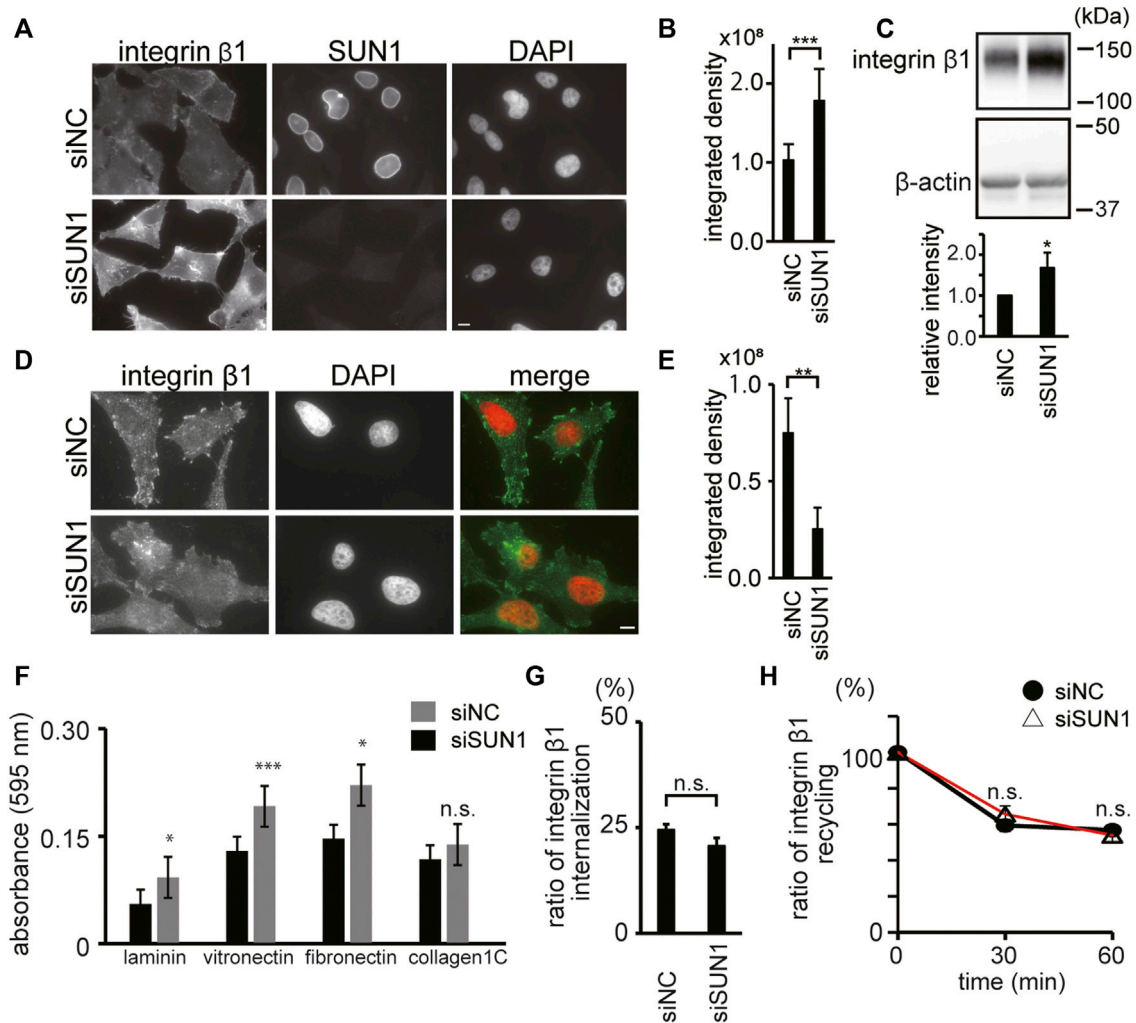 A
integrin β1 SUN1 DAPI
siNC
siSUN1
B
×10⁸
***
integrated density
2.0
1.0
0.0
siNC
siSUN1
C
(kDa)
integrin β1
150
100
50
β-actin
37
relative intensity
2.0
1.0
0.0
*
siNC
siSUN1
D
integrin β1 DAPI merge
siNC
siSUN1
E
×10⁸
**
integrated density
1.0
0.5
0.0
siNC
siSUN1
F
absorbance (595 nm)
0.30
0.15
0
siNC
siSUN1
* *** * n.s.
laminin vitronectin fibronectin collagen1C
G
(%)
ratio of integrin β1
internalization
50
25
0
n.s.
siNC
siSUN1
H
(%)
siNC
siSUN1
ratio of integrin β1
recycling
100
0
n.s. n.s.
0 30 60
time (min)